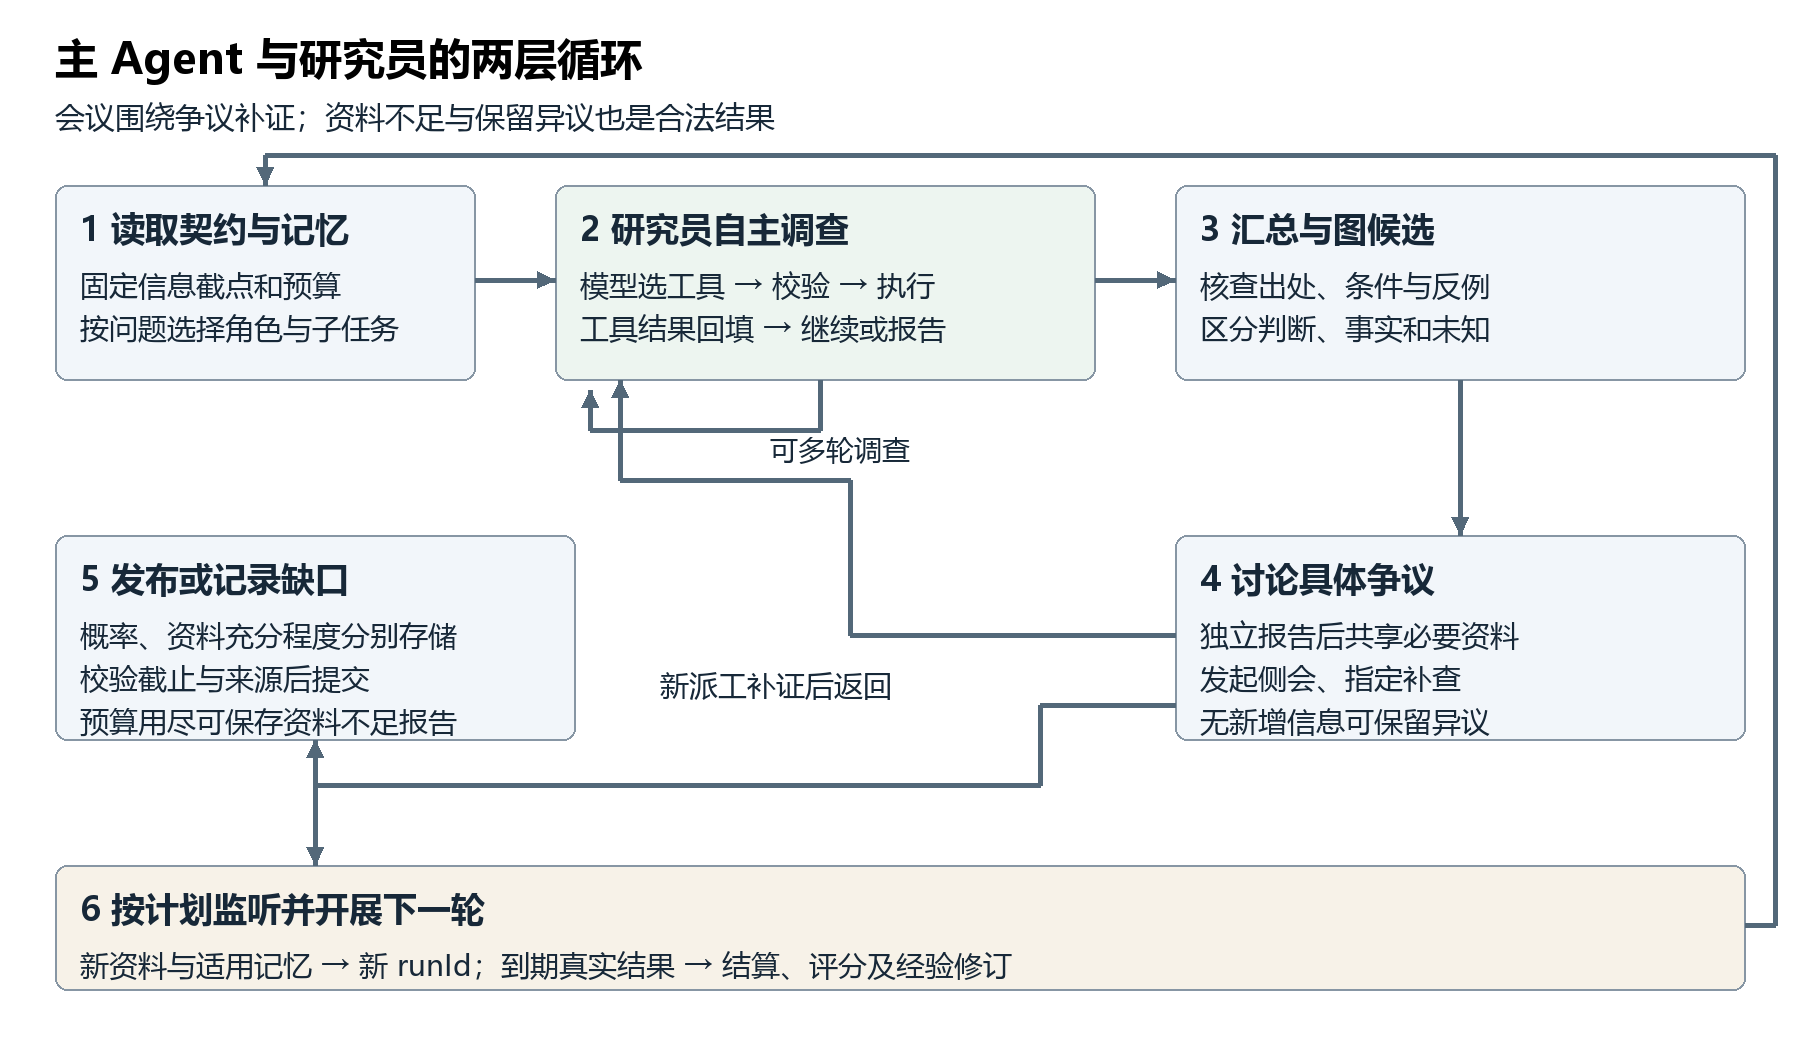 主 Agent 与研究员的两层循环
会议围绕争议补证；资料不足与保留异议也是合法结果
1 读取契约与记忆
固定信息截点和预算
按问题选择角色与子任务
2 研究员自主调查
模型选工具 → 校验 → 执行
工具结果回填 → 继续或报告
3 汇总与图候选
核查出处、条件与反例
区分判断、事实和未知
可多轮调查
5 发布或记录缺口
概率、资料充分程度分别存储
校验截止与来源后提交
预算用尽可保存资料不足报告
新派工补证后返回
4 讨论具体争议
独立报告后共享必要资料
发起侧会、指定补查
无新增信息可保留异议
6 按计划监听并开展下一轮
新资料与适用记忆 → 新 runId；到期真实结果 → 结算、评分及经验修订